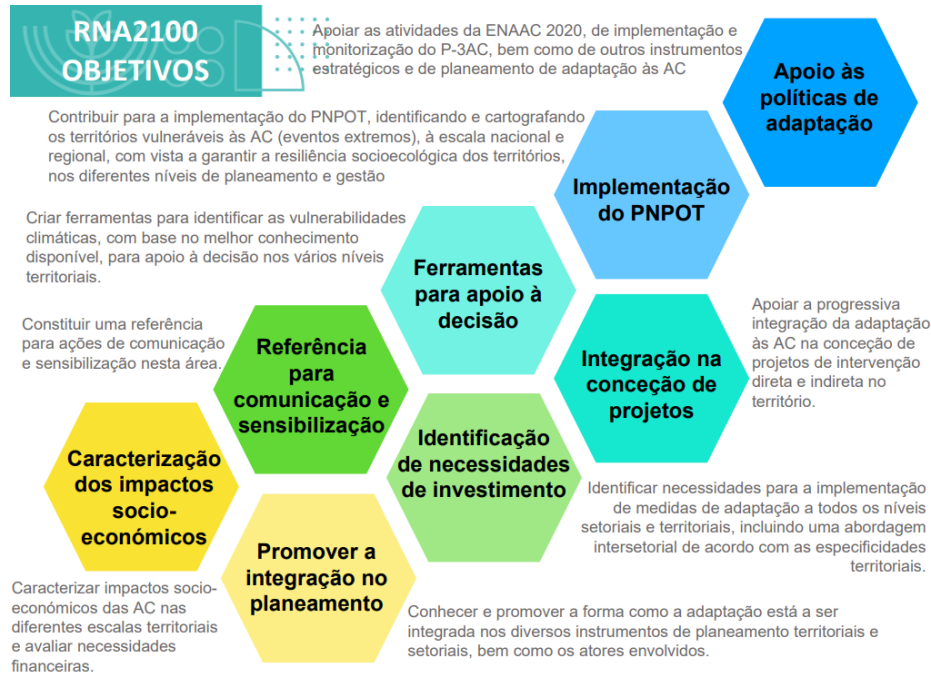 RNA2100
OBJETIVOS
Apoiar as atividades da ENAAC 2020, de implementação e
monitorização do P-3AC, bem como de outros instrumentos
estratégicos e de planeamento de adaptação às AC
Apoio às
políticas de
adaptação
Contribuir para a implementação do PNPOT, identificando e cartografando
os territórios vulneráveis às AC (eventos extremos), à escala nacional e
regional, com vista a garantir a resiliência socioecológica dos territórios,
nos diferentes níveis de planeamento e gestão
Implementação
do PNPOT
Criar ferramentas para identificar as vulnerabilidades
climáticas, com base no melhor conhecimento
disponível, para apoio à decisão nos vários níveis
territoriais.
Ferramentas
para apoio à
decisão
Constituir uma referência
para ações de comunicação
e sensibilização nesta área.
Referência
para
comunicação e
sensibilização
Integração na
conceção de
projetos
Apoiar a progressiva
integração da adaptação
às AC na conceção de
projetos de intervenção
direta e indireta no
território.
Caracterização
dos impactos
socio-
económicos
Identificação
de necessidades
de investimento
Identificar necessidades para a implementação
de medidas de adaptação a todos os níveis
setoriais e territoriais, incluindo uma abordagem
intersetorial de acordo com as especificidades
territoriais.
Promover a
integração no
planeamento
Caracterizar impactos socio-
económicos das AC nas
diferentes escalas territoriais
e avaliar necessidades
financeiras.
Conhecer e promover a forma como a adaptação está a ser
integrada nos diversos instrumentos de planeamento territoriais e
setoriais, bem como os atores envolvidos.